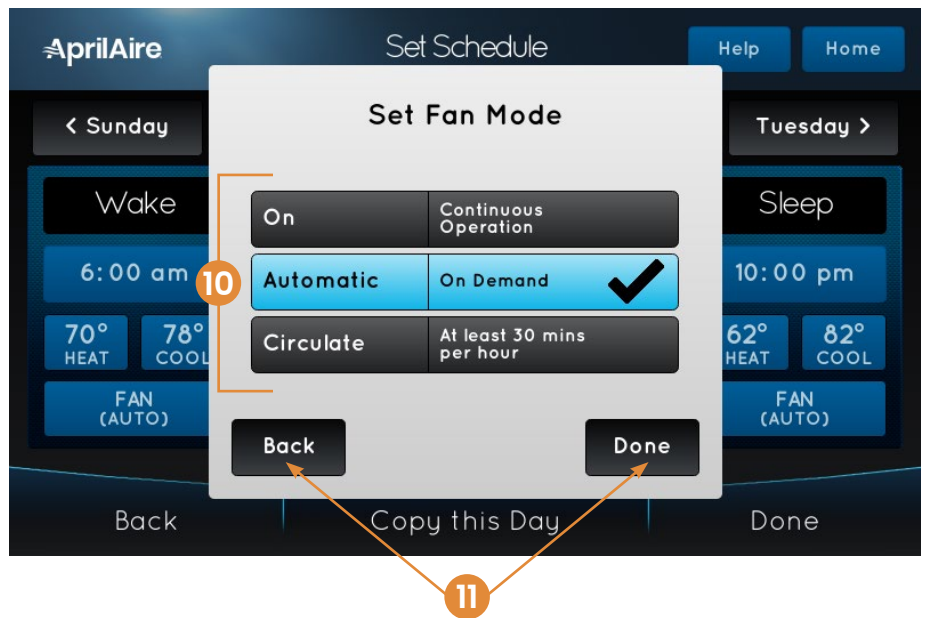 AprilAire
Set Schedule
Help
Home
< Sunday
Tuesday >
Set Fan Mode
Wake
6:00 am
70° 78°
HEAT COOL
FAN
(AUTO)
10
On
Continuous
Operation
Automatic
On Demand
Circulate
At least 30 mins
per hour
Back
Done
Sleep
10:00 pm
62° 82°
HEAT COOL
FAN
(AUTO)
Back
Copy this Day
Done
11